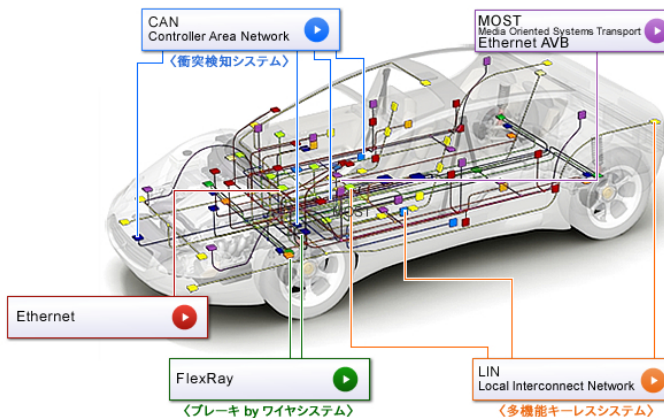 CAN
Controller Area Network
〈衝突検知システム〉
MOST
Media Oriented Systems Transport
Ethernet AVB
MOST
Ethernet
FlexRay
〈ブレーキ by ワイヤシステム〉
LIN
Local Interconnect Network
〈多機能キーレスシステム〉